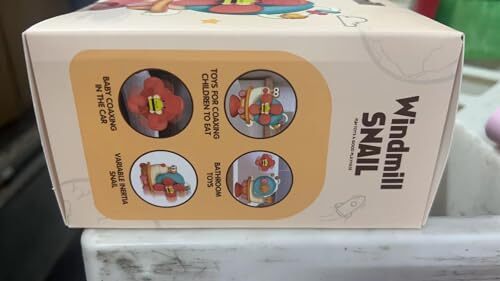 Windmill
SNAIL
TOYS FOR COAXING
CHILDREN TO EAT
BATHROOM
TOYS
BABY COAXING
IN THE CAR
VARIABLE INERTIA
SNAIL